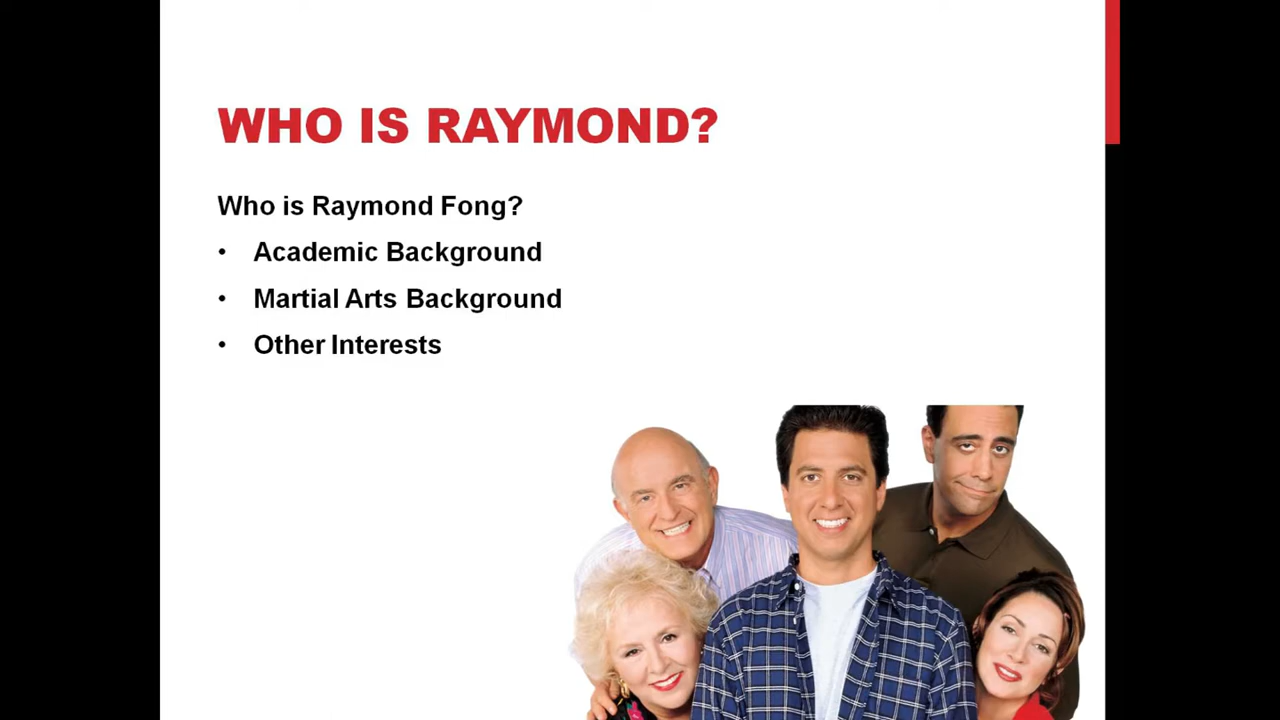 WHO IS RAYMOND?
Who is Raymond Fong?
• Academic Background
• Martial Arts Background
• Other Interests